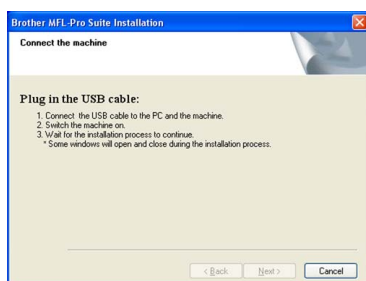 Brother MFL-Pro Suite Installation
Connect the machine
Plug in the USB cable:
1. Connect the USB cable to the PC and the machine.
2. Switch the machine on.
3. Wait for the installation process to continue.
* Some windows will open and close during the installation process.
< Back Next > Cancel